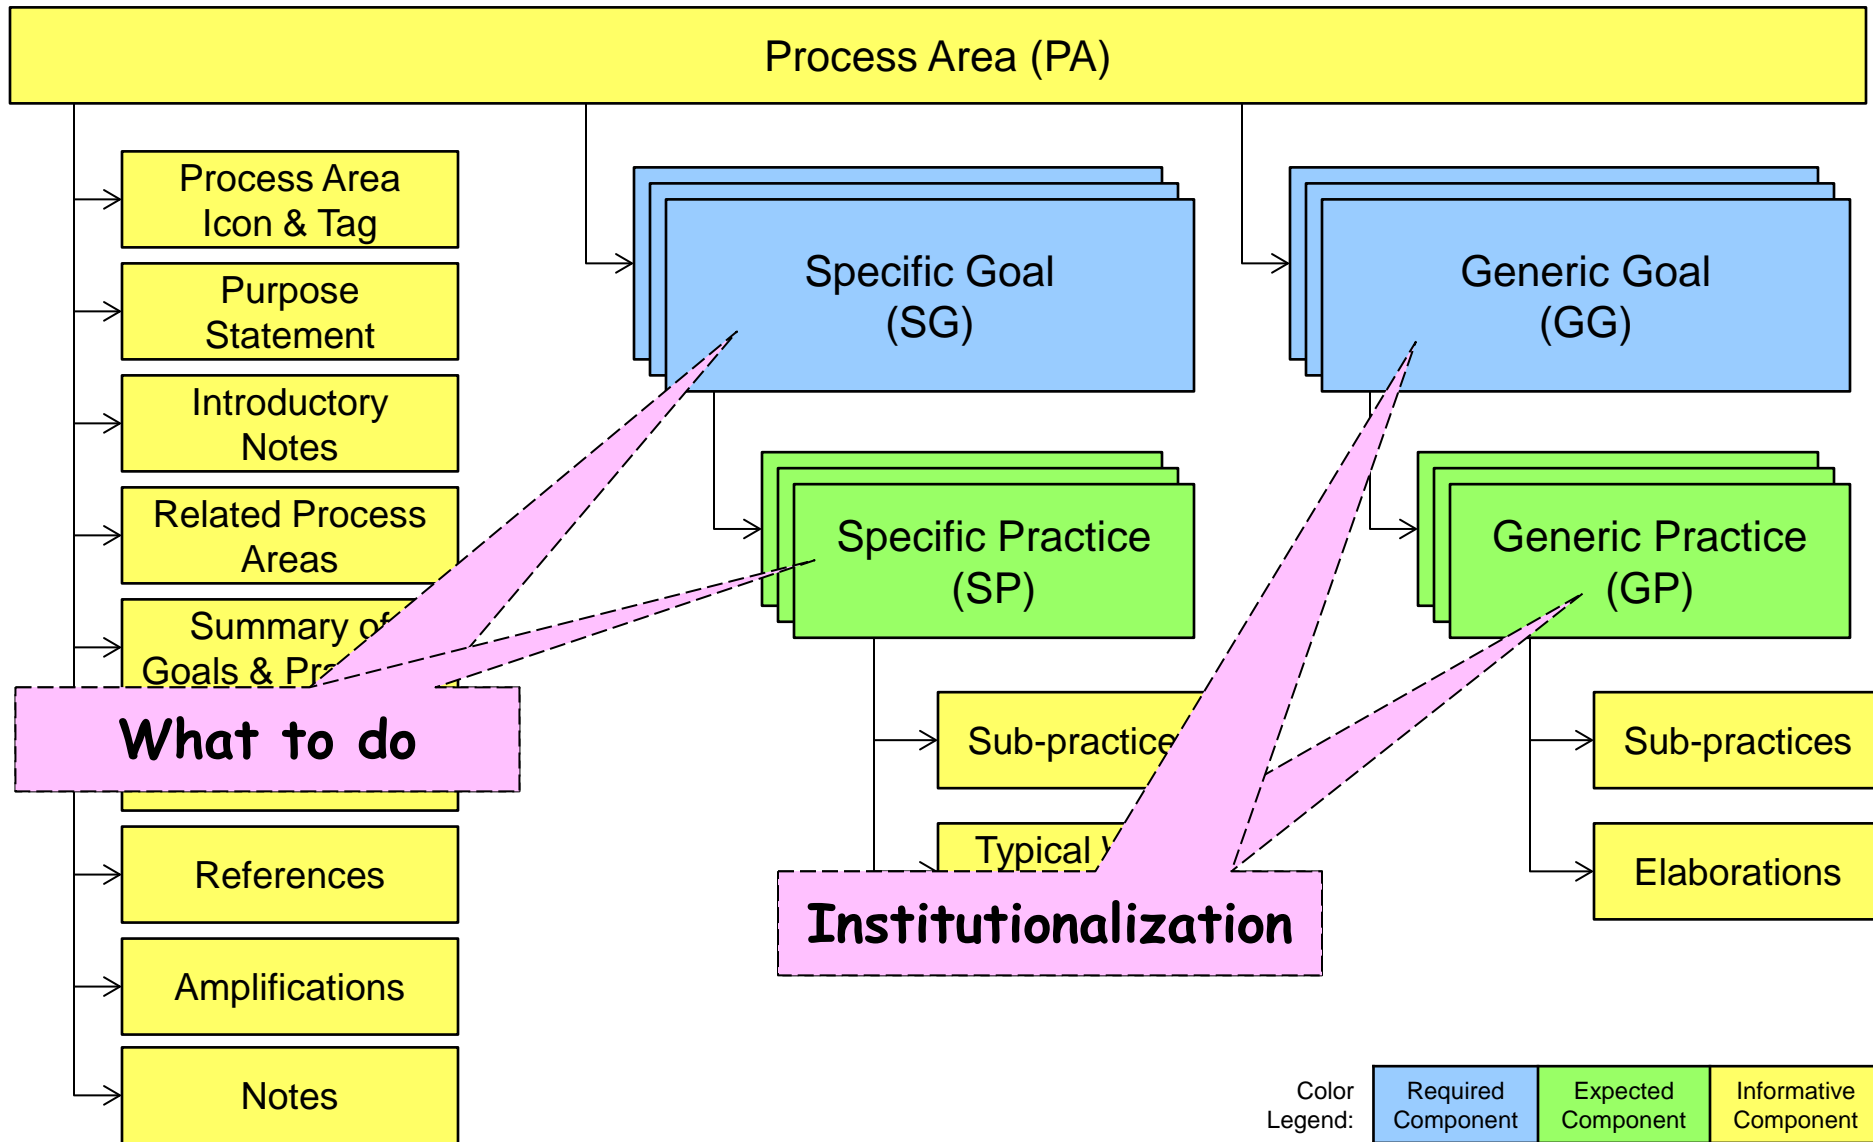 Process Area (PA)
Process Area
Icon & Tag
Purpose
Statement
Introductory
Notes
Related Process
Areas
Summary of
Goals &
What to do
References
Amplifications
Notes
Specific Goal
(SG)
Specific Practice
(SP)
Sub-practice
Typical
Institutionalization
Generic Goal
(GG)
Generic Practice
(GP)
Sub-practices
Elaborations
Color
Legend:
Required
Component
Expected
Component
Informative
Component